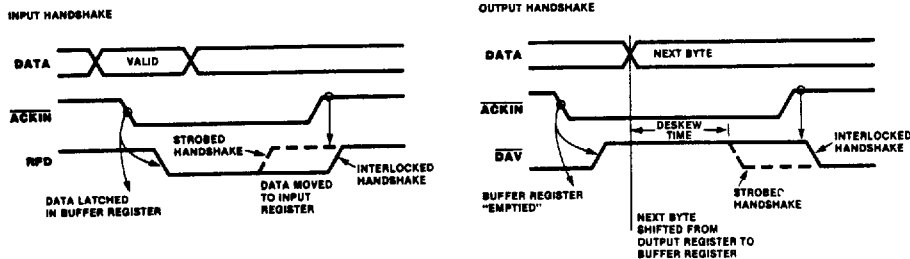 INPUT HANDSHAKE
DATA
VALID
ACKIN
RFD
STROBED
HANDSHAKE
INTERLOCKED
HANDSHAKE
DATA LATCHED
IN BUFFER REGISTER
DATA MOVED
TO INPUT
REGISTER
OUTPUT HANDSHAKE
DATA
NEXT BYTE
ACKIN
DESKEW
TIME
DAV
INTERLOCKED
HANDSHAKE
STROBED
HANDSHAKE
BUFFER REGISTER
"EMPTIED"
NEXT BYTE
SHIFTED FROM
OUTPUT REGISTER TO
BUFFER REGISTER